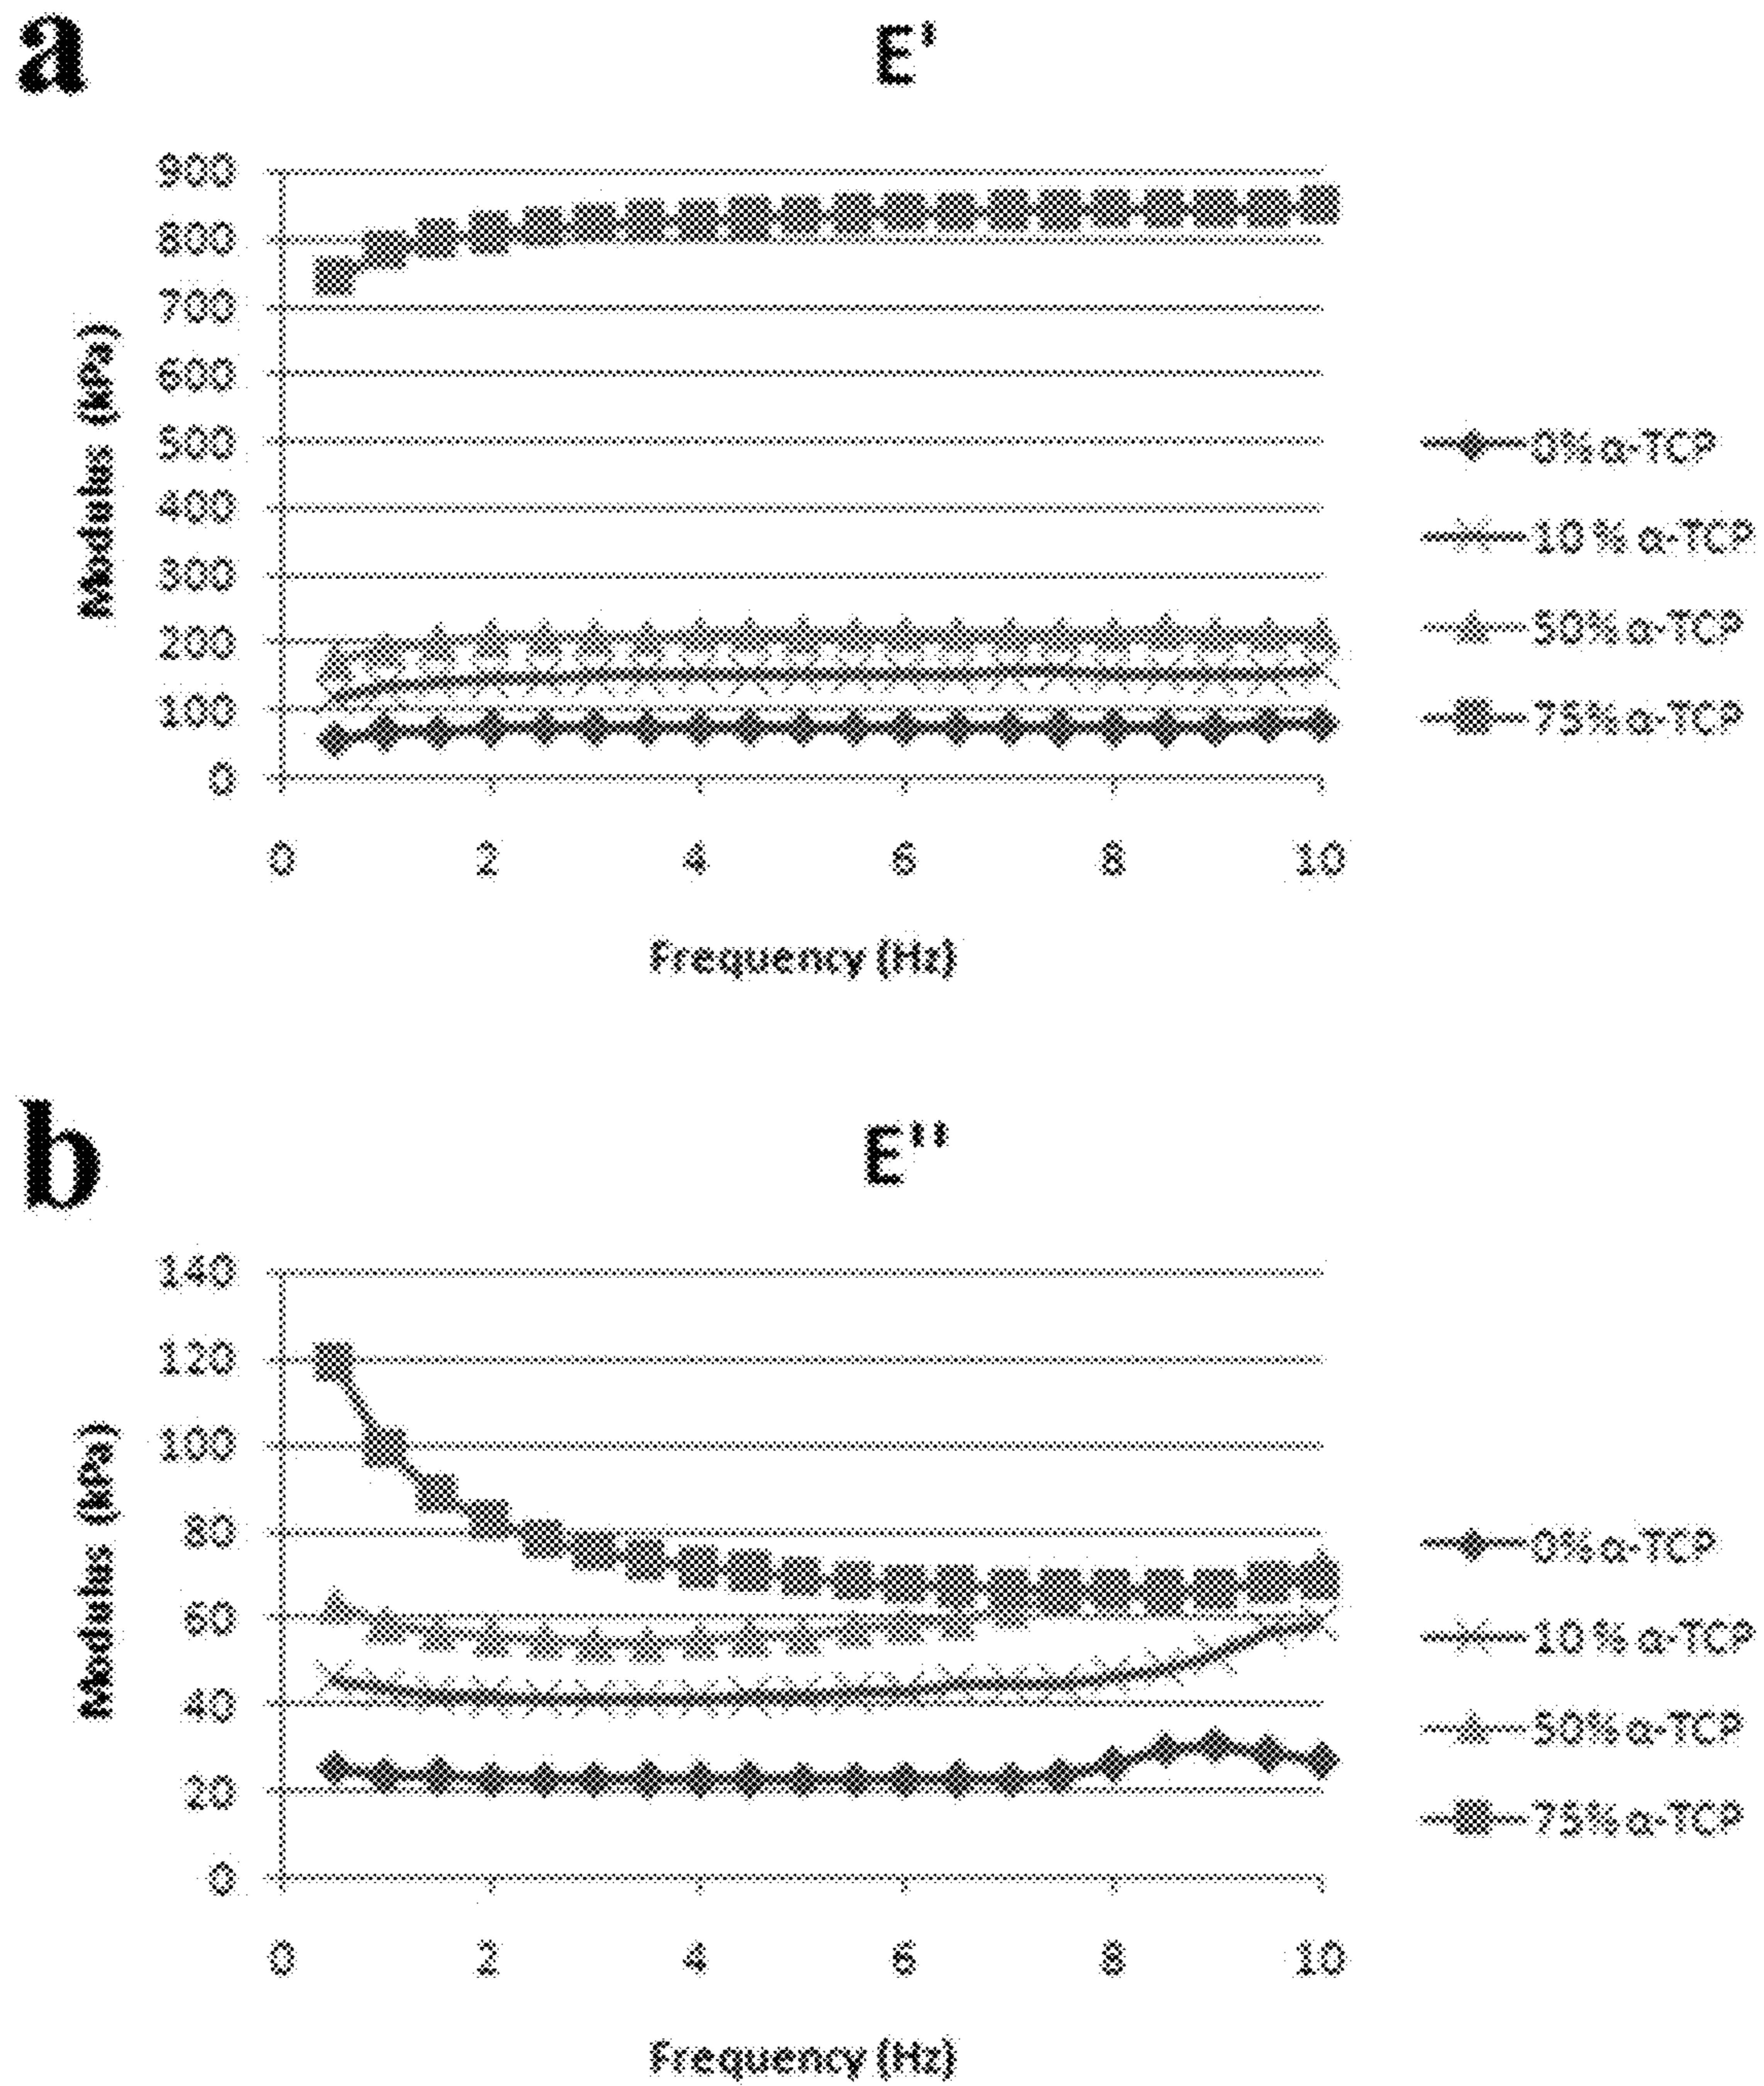 a
E'
900
800
700
600
500
400
300
200
100
0
Modulus (kPa)
0 2 4 6 8 10
Frequency (Hz)
0% α-TCP
10 % α-TCP
50% α-TCP
75% α-TCP
b
E''
140
120
100
80
60
40
20
0
Modulus (kPa)
0 2 4 6 8 10
Frequency (Hz)
0% α-TCP
10 % α-TCP
50% α-TCP
75% α-TCP